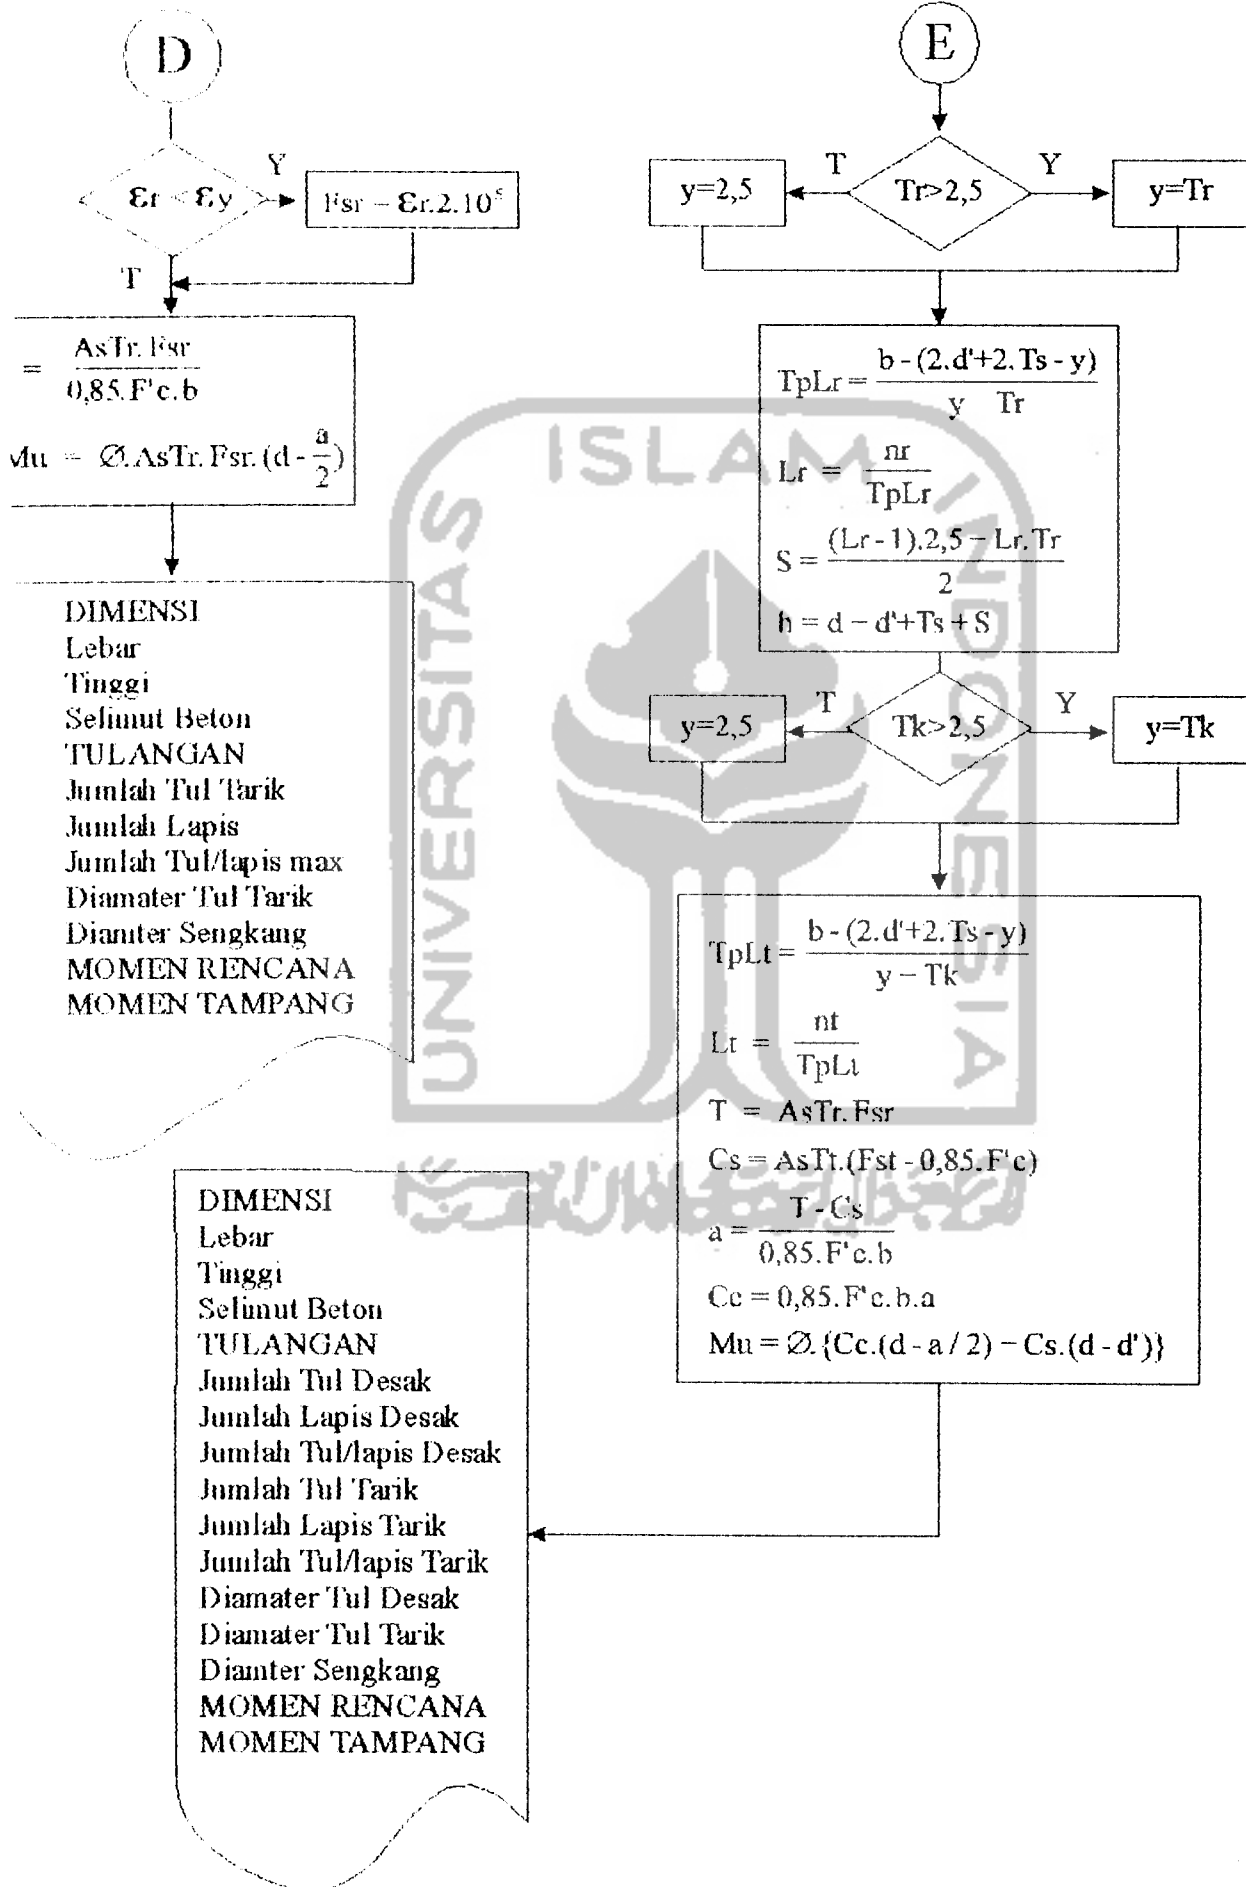 D
εr < εy
Y
Fsr = εr.2.10⁵
T
= AsTr.Fsr / 0,85.F'c.b
Mu = Ø.AsTr.Fsr.(d - a/2)
DIMENSI
Lebar
Tinggi
Selimut Beton
TULANGAN
Jumlah Tul Tarik
Jumlah Lapis
Jumlah Tul/lapis max
Diamater Tul Tarik
Diamter Sengkang
MOMEN RENCANA
MOMEN TAMPANG
E
y=2,5
T
Tr>2,5
Y
y=Tr
TpLr = b - (2.d'+2.Ts - y) / y Tr
Lr = nr / TpLr
S = (Lr - 1).2,5 – Lr.Tr / 2
h = d – d'+Ts + S
y=2,5
T
Tk>2,5
Y
y=Tk
TpLt = b - (2.d'+2.Ts - y) / y – Tk
Lt = nt / TpLt
T = AsTr.Fsr
Cs = AsTt.(Fst - 0,85.F'c)
a = T - Cs / 0,85.F'c.b
Cc = 0,85.F'c.b.a
Mu = Ø.{Cc.(d - a / 2) – Cs.(d - d')}
DIMENSI
Lebar
Tinggi
Selimut Beton
TULANGAN
Jumlah Tul Desak
Jumlah Lapis Desak
Jumlah Tul/lapis Desak
Jumlah Tul Tarik
Jumlah Lapis Tarik
Jumlah Tul/lapis Tarik
Diamater Tul Desak
Diamater Tul Tarik
Diamter Sengkang
MOMEN RENCANA
MOMEN TAMPANG
UNIVERSITAS ISLAM INDONESIA